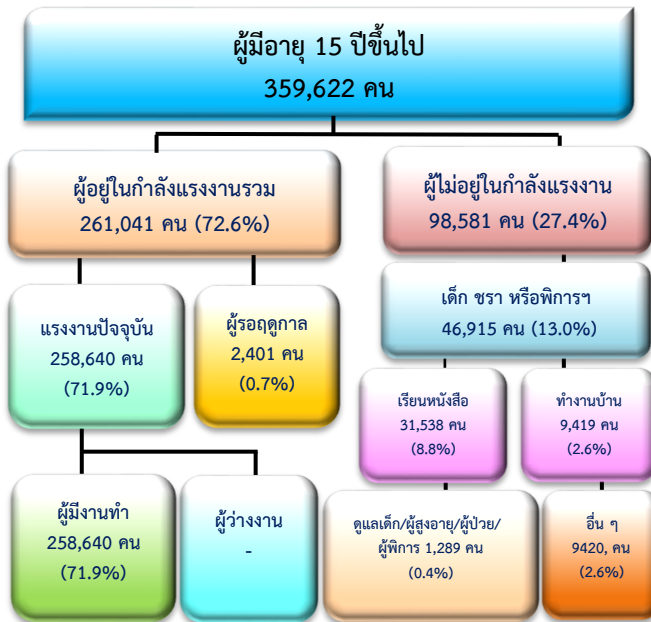 ผู้มีอายุ 15 ปีขึ้นไป
359,622 คน
ผู้อยู่ในกำลังแรงงานรวม
261,041 คน (72.6%)
ผู้ไม่อยู่ในกำลังแรงงาน
98,581 คน (27.4%)
แรงงานปัจจุบัน
258,640 คน
(71.9%)
ผู้รอฤดูกาล
2,401 คน
(0.7%)
เด็ก ชรา หรือพิการฯ
46,915 คน (13.0%)
เรียนหนังสือ
31,538 คน
(8.8%)
ทำงานบ้าน
9,419 คน
(2.6%)
ผู้มีงานทำ
258,640 คน
(71.9%)
ผู้ว่างงาน
-
ดูแลเด็ก/ผู้สูงอายุ/ผู้ป่วย/
ผู้พิการ 1,289 คน
(0.4%)
อื่น ๆ
9420, คน
(2.6%)